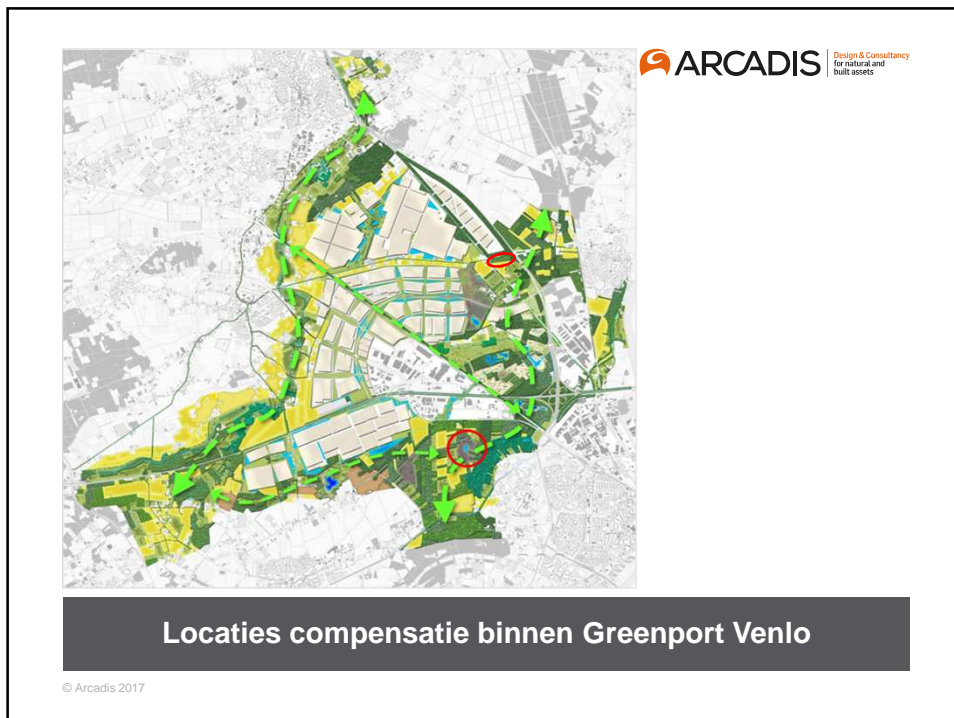 ARCADIS
Design & Consultancy
for natural and
built assets
Locaties compensatie binnen Greenport Venlo
© Arcadis 2017